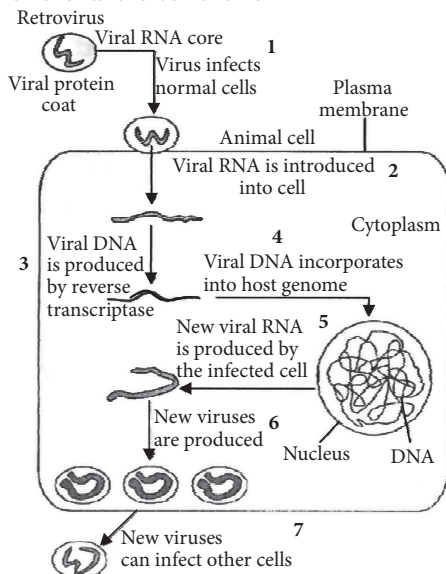 Retrovirus
Viral RNA core
1
Virus infects
normal cells
Viral protein
coat
Plasma
membrane
Animal cell
Viral RNA is introduced
into cell
2
Cytoplasm
3
Viral DNA
is produced
by reverse
transcriptase
4
Viral DNA incorporates
into host genome
New viral RNA
is produced by
the infected cell
5
New viruses
are produced
6
Nucleus
DNA
7
New viruses
can infect other cells